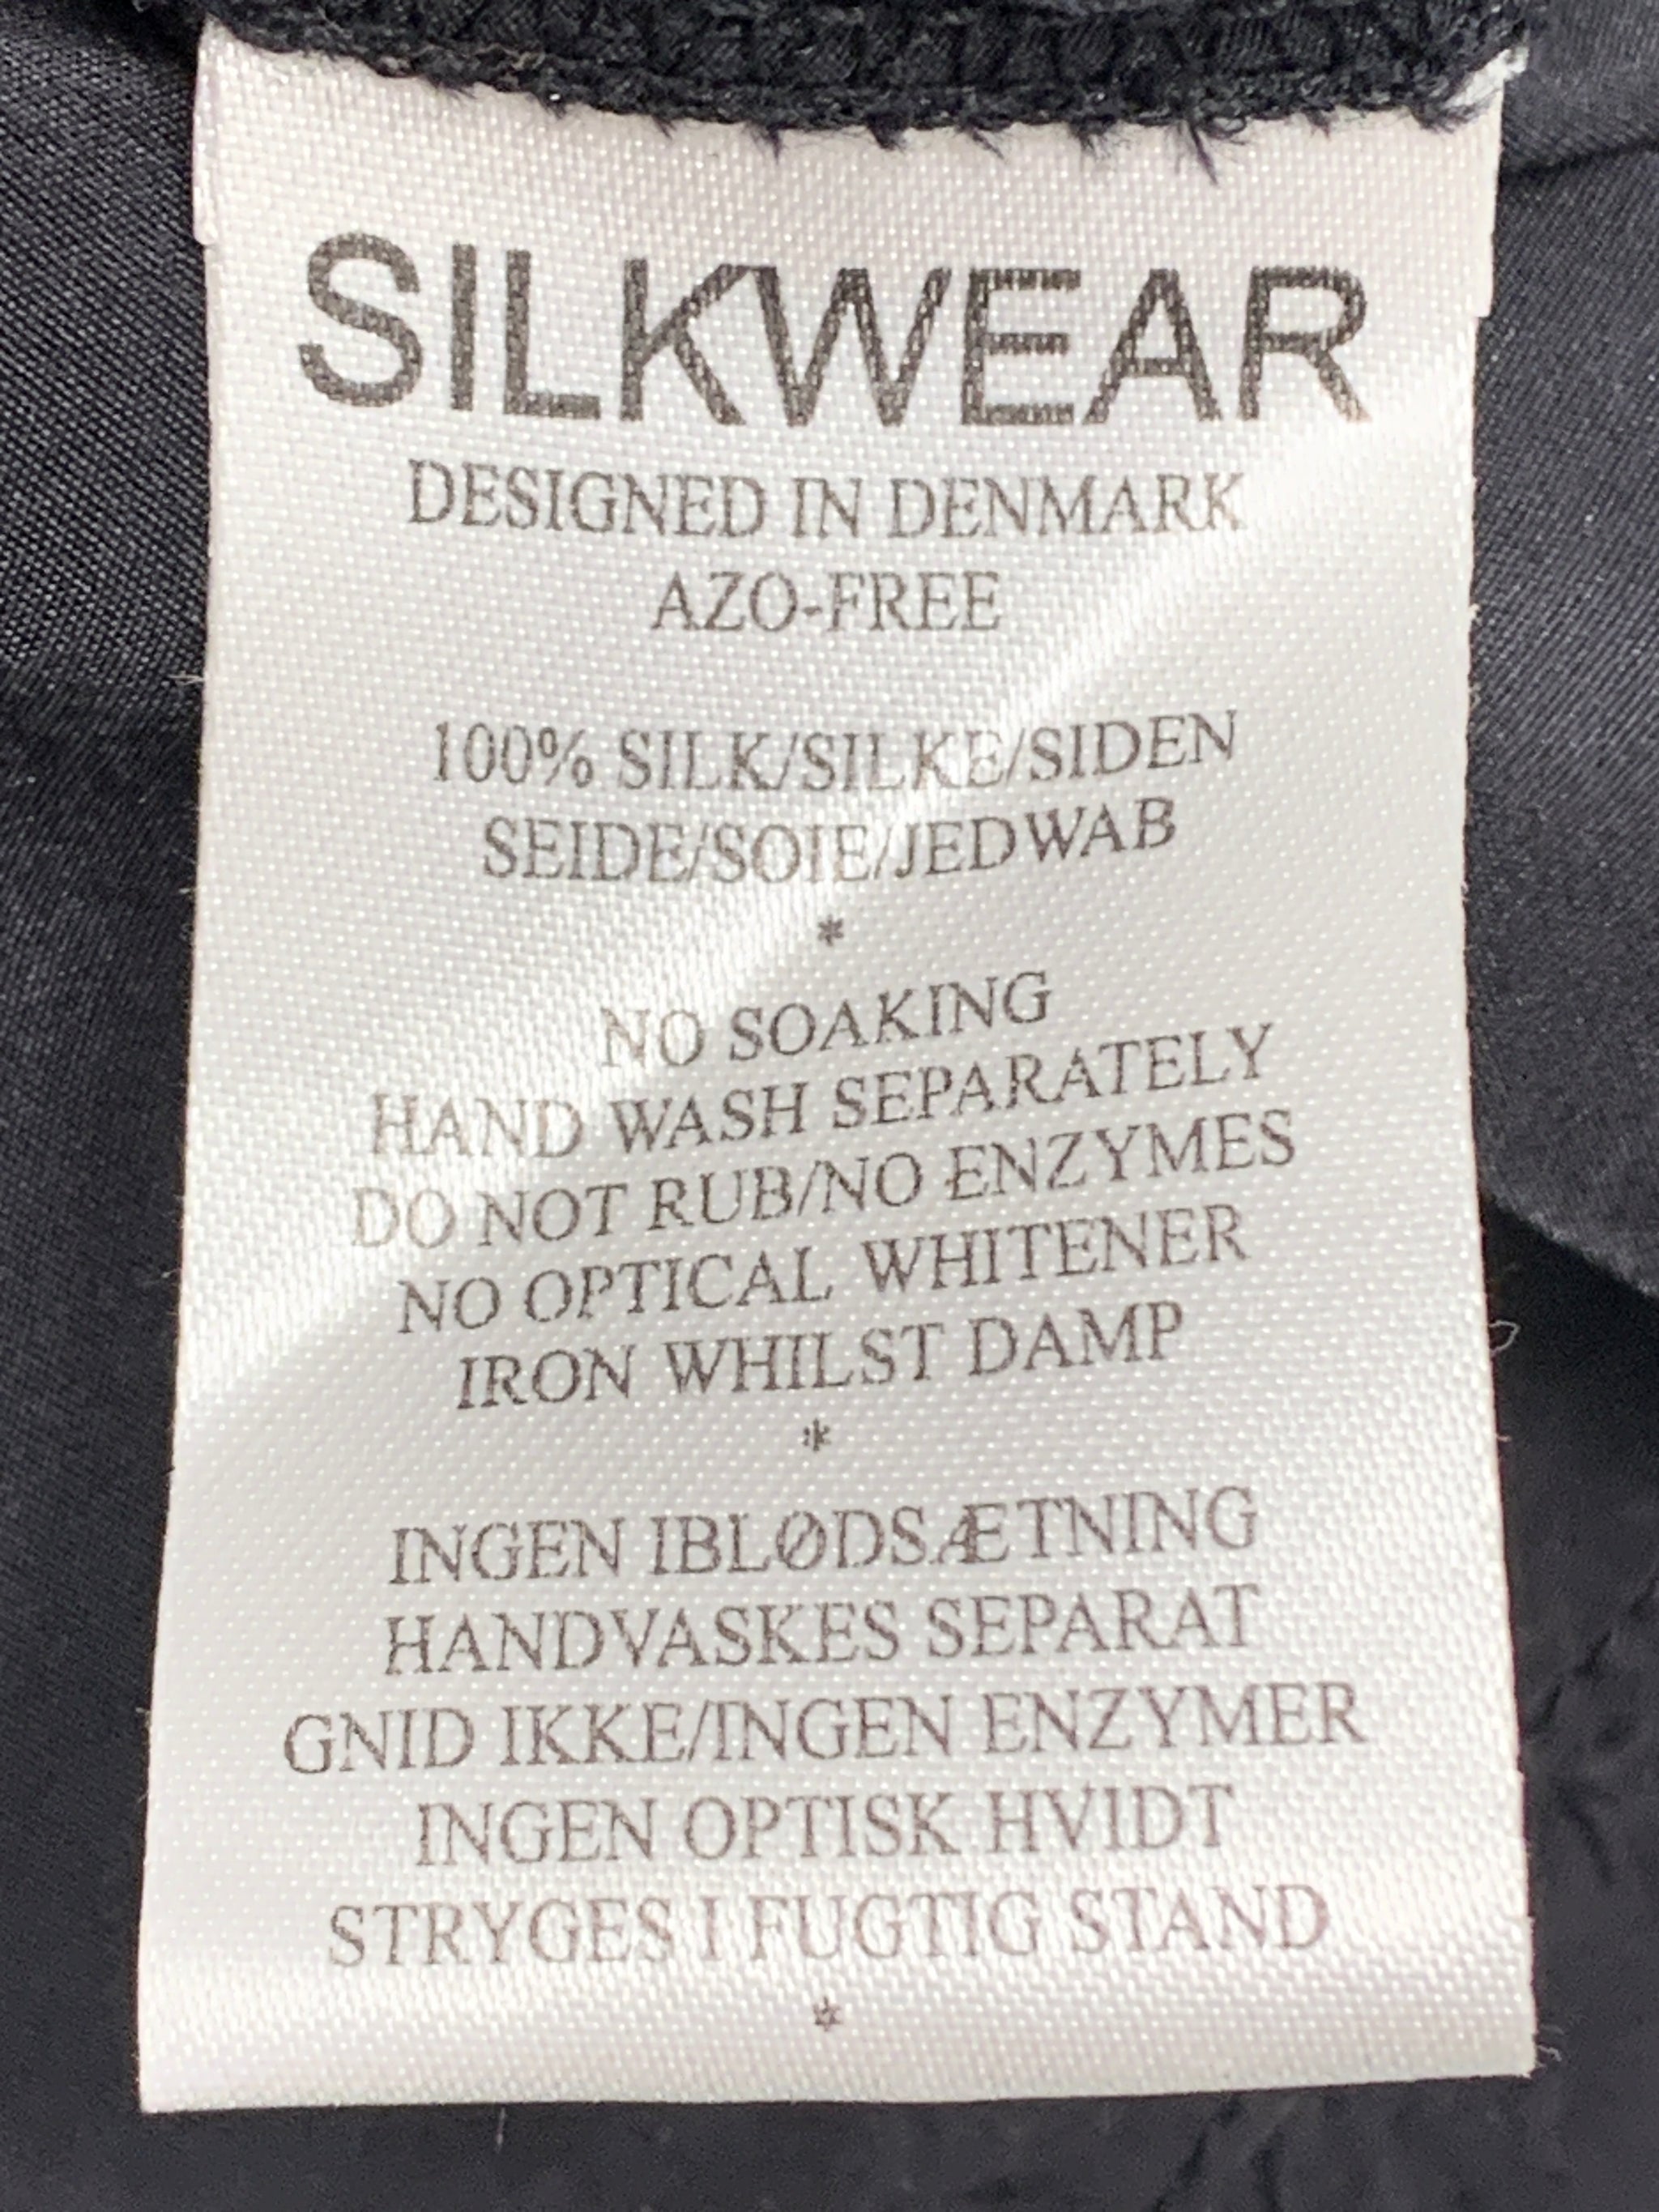 SILKWEAR
DESIGNED IN DENMARK
AZO-FREE
100% SILK/SILKE/SIDEN
SEIDE/SOIE/JEDWAB
*
NO SOAKING
HAND WASH SEPARATELY
DO NOT RUB/NO ENZYMES
NO OPTICAL WHITENER
IRON WHILST DAMP
*
INGEN IBLØDSÆTNING
HANDVASKES SEPARAT
GNID IKKE/INGEN ENZYMER
INGEN OPTISK HVIDT
STRYGES I FUGTIG STAND
*